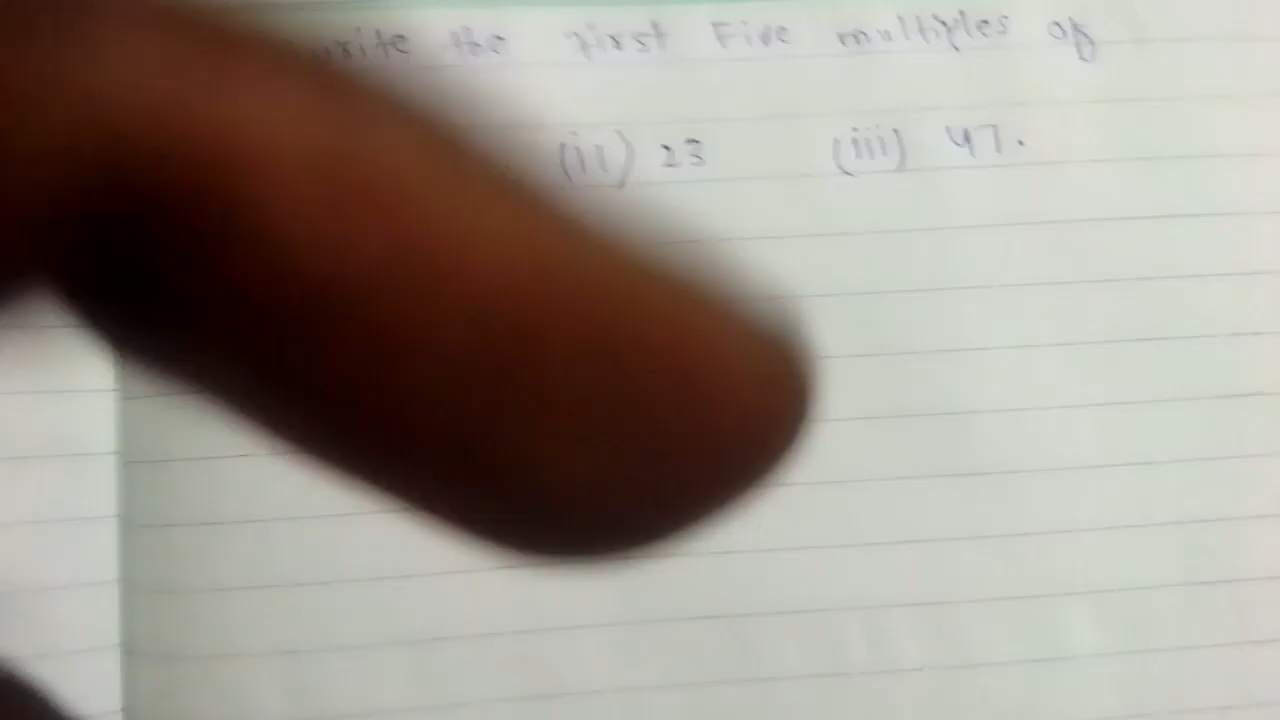 write the first Five multiples of
(ii) 23 (iii) 47.